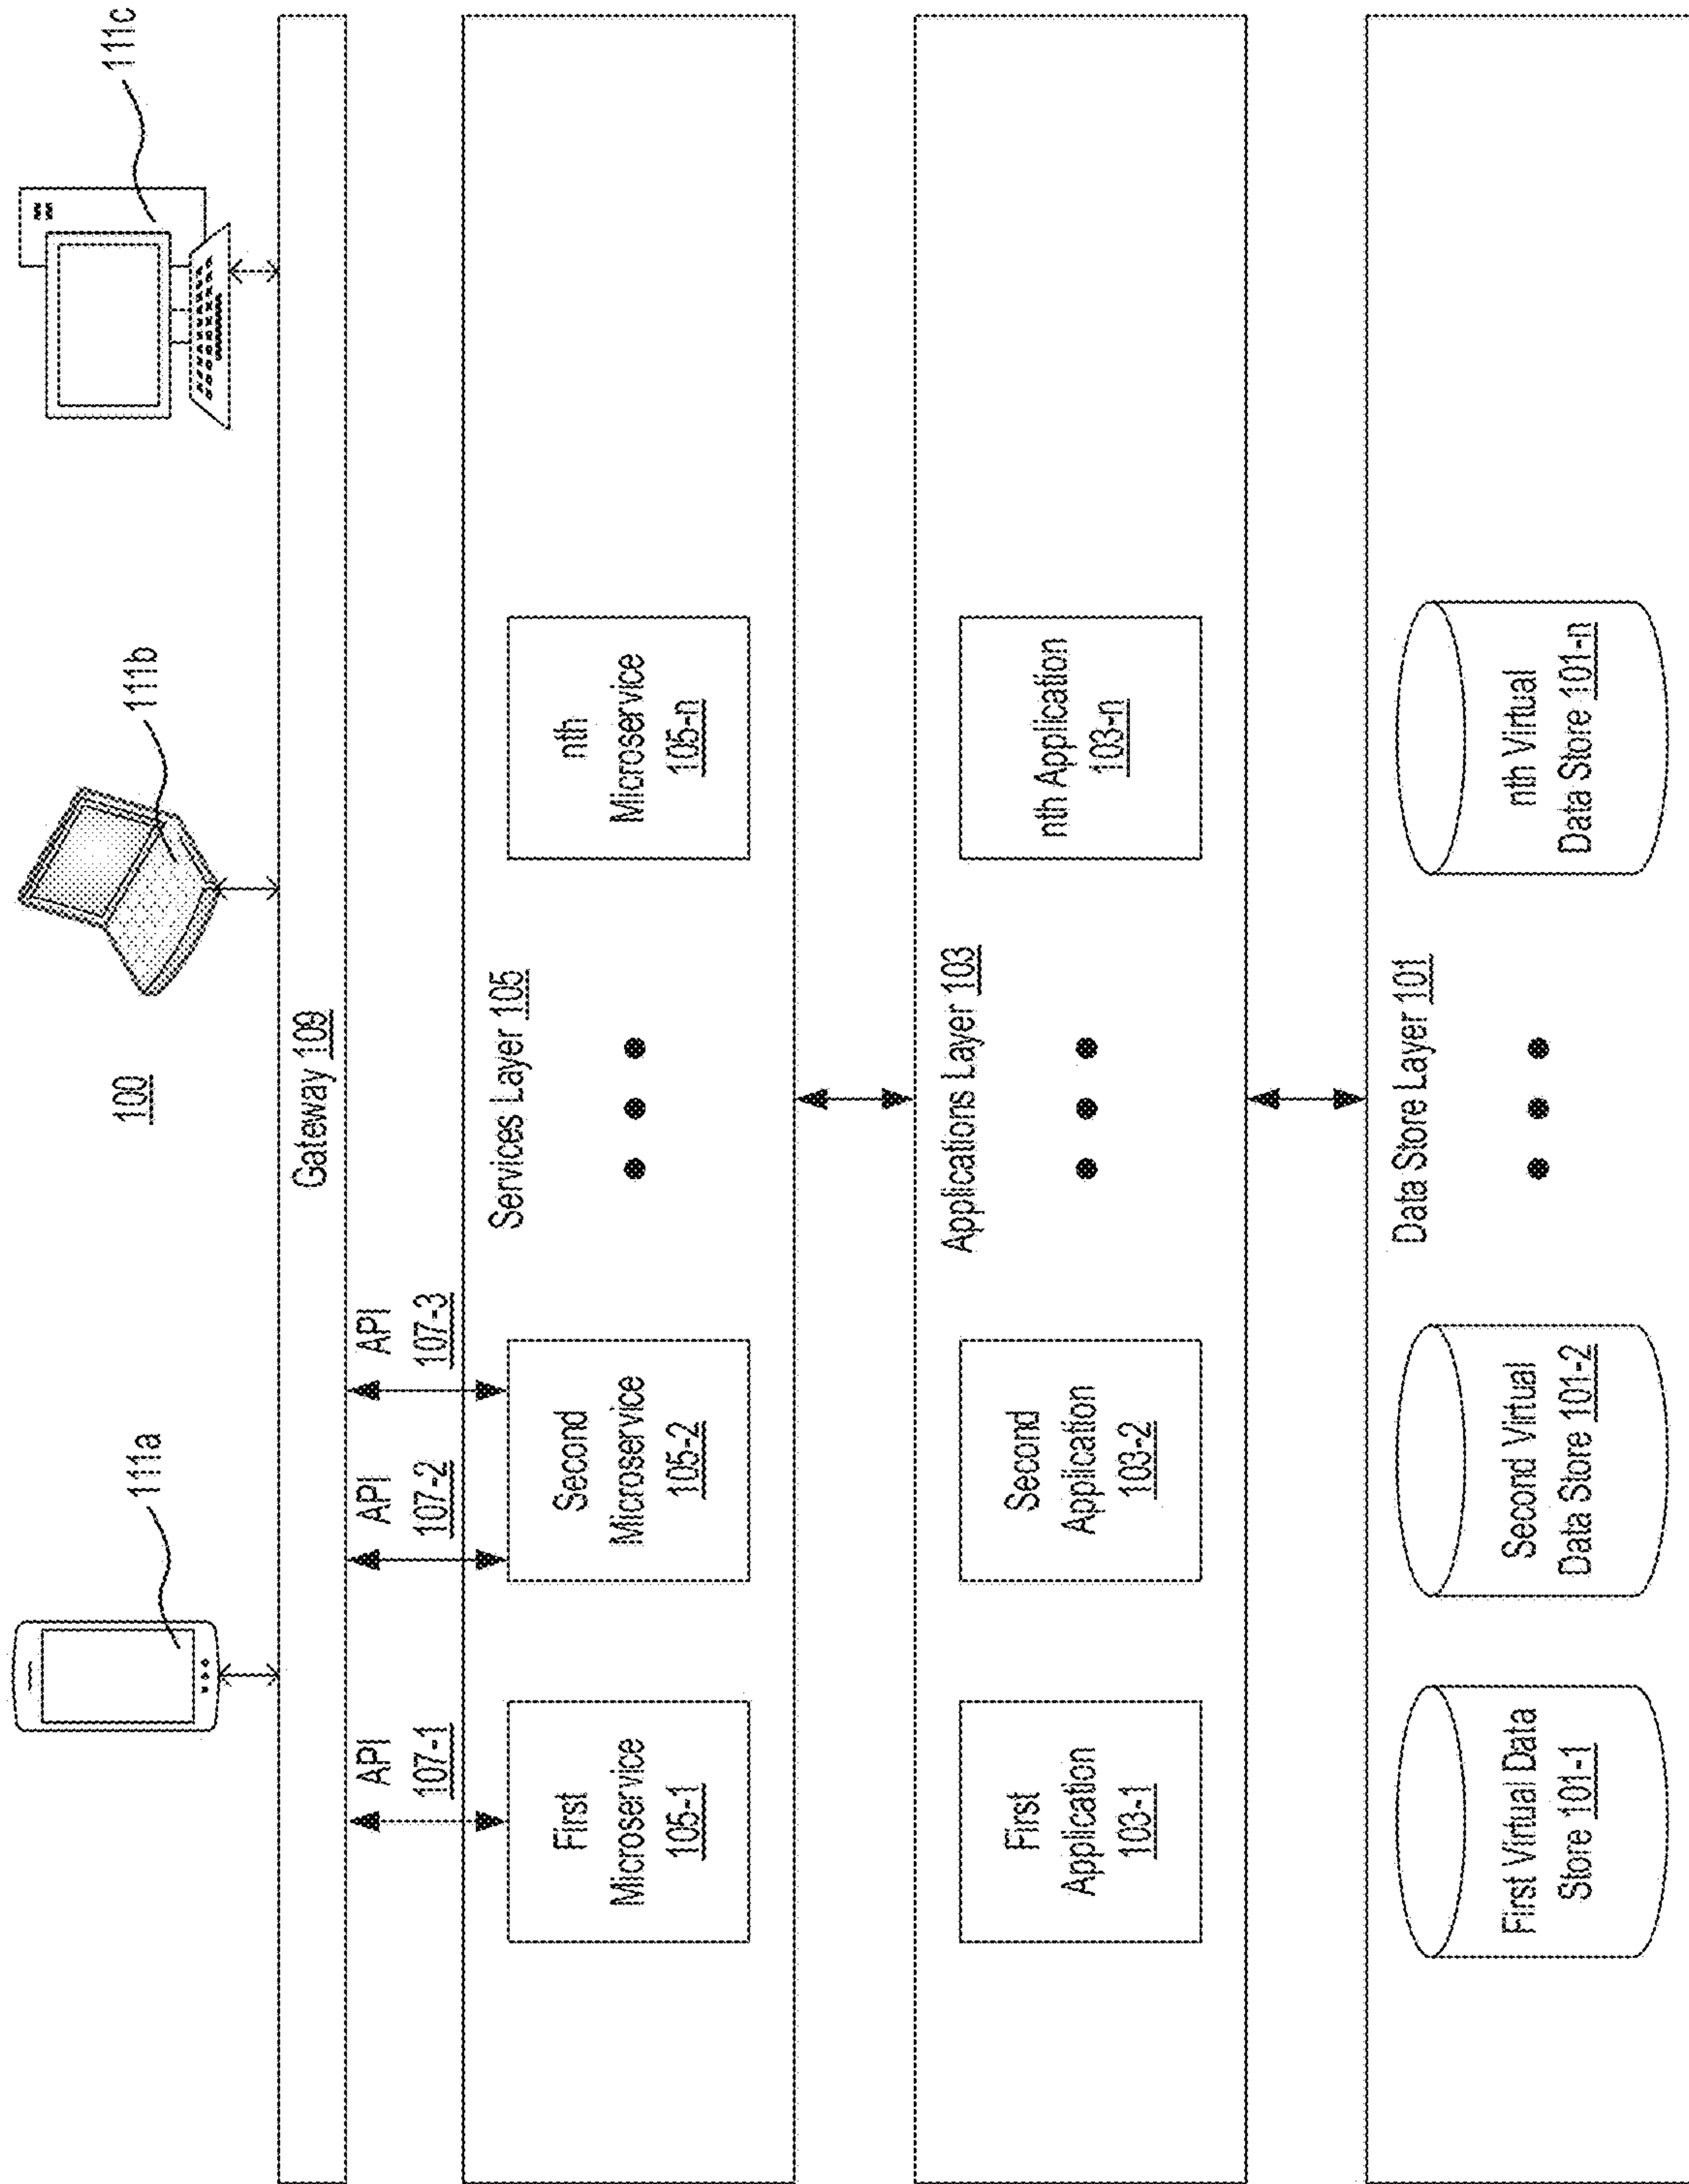 111a
100
111b
111c
Gateway 109
API
107-1
API
107-2
API
107-3
Services Layer 105
First
Microservice
105-1
Second
Microservice
105-2
nth
Microservice
105-n
Applications Layer 103
First
Application
103-1
Second
Application
103-2
nth Application
103-n
Data Store Layer 101
First Virtual Data
Store 101-1
Second Virtual
Data Store 101-2
nth Virtual
Data Store 101-n